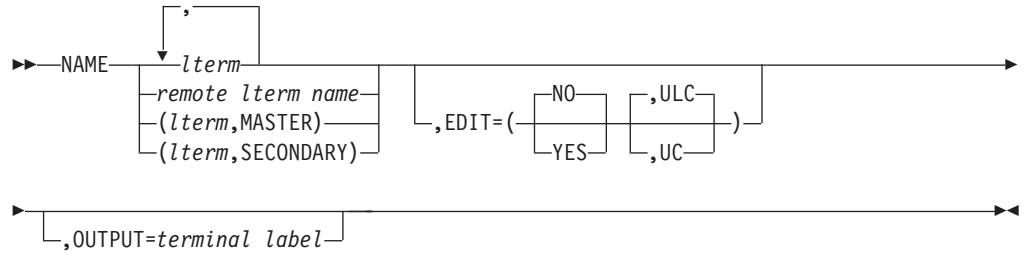 ,
NAME lterm
remote lterm name
(lterm,MASTER)
(lterm,SECONDARY)
,EDIT=( NO ,ULC )
YES ,UC
,OUTPUT=terminal label